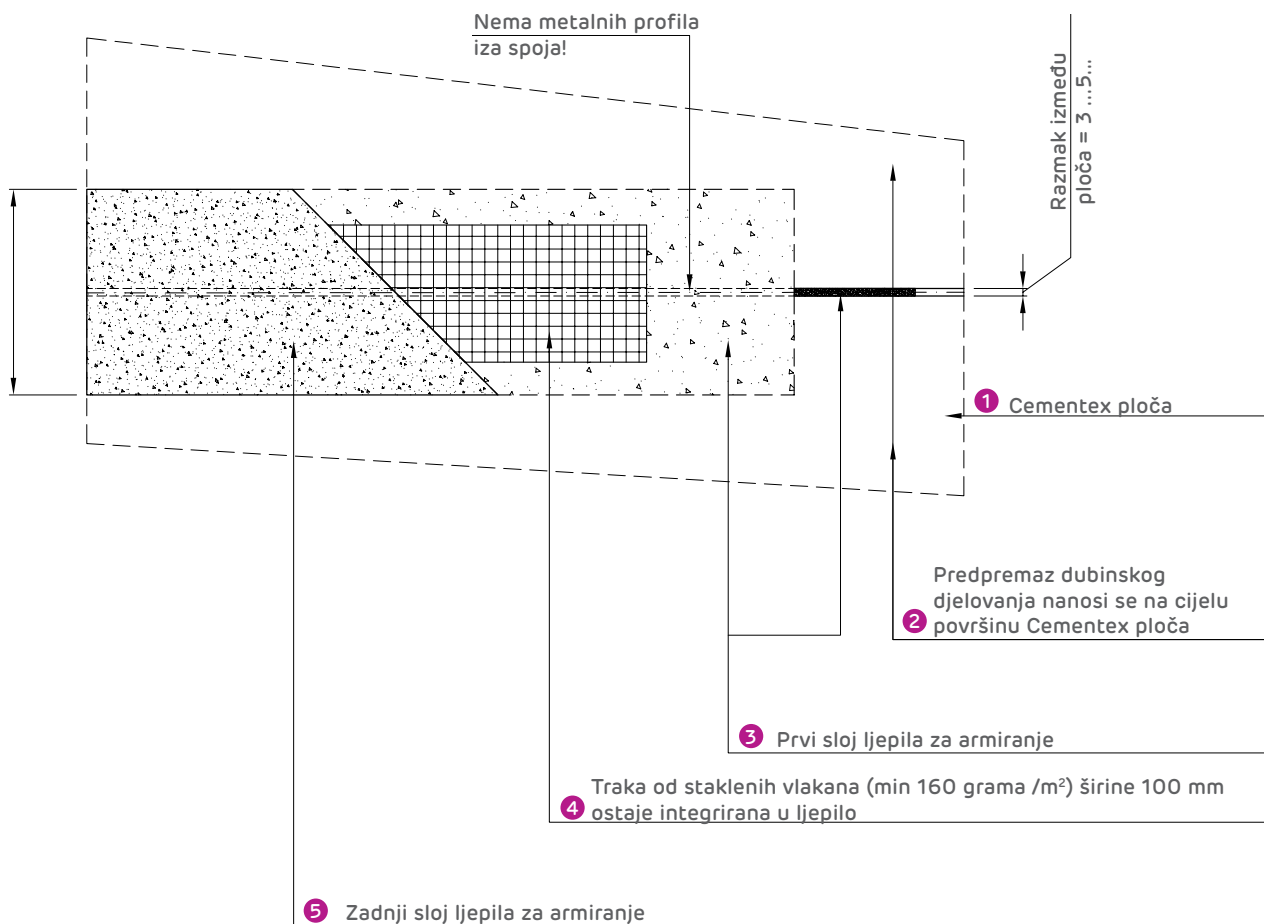 Nema metalnih profila
iza spoja!
Razmak između
ploča = 3 ...5...
1 Cementex ploča
Predpremaz dubinskog
djelovanja nanosi se na cijelu
2 površinu Cementex ploča
3 Prvi sloj ljepila za armiranje
Traka od staklenih vlakana (min 160 grama /m²) širine 100 mm
4 ostaje integrirana u ljepilo
5 Zadnji sloj ljepila za armiranje